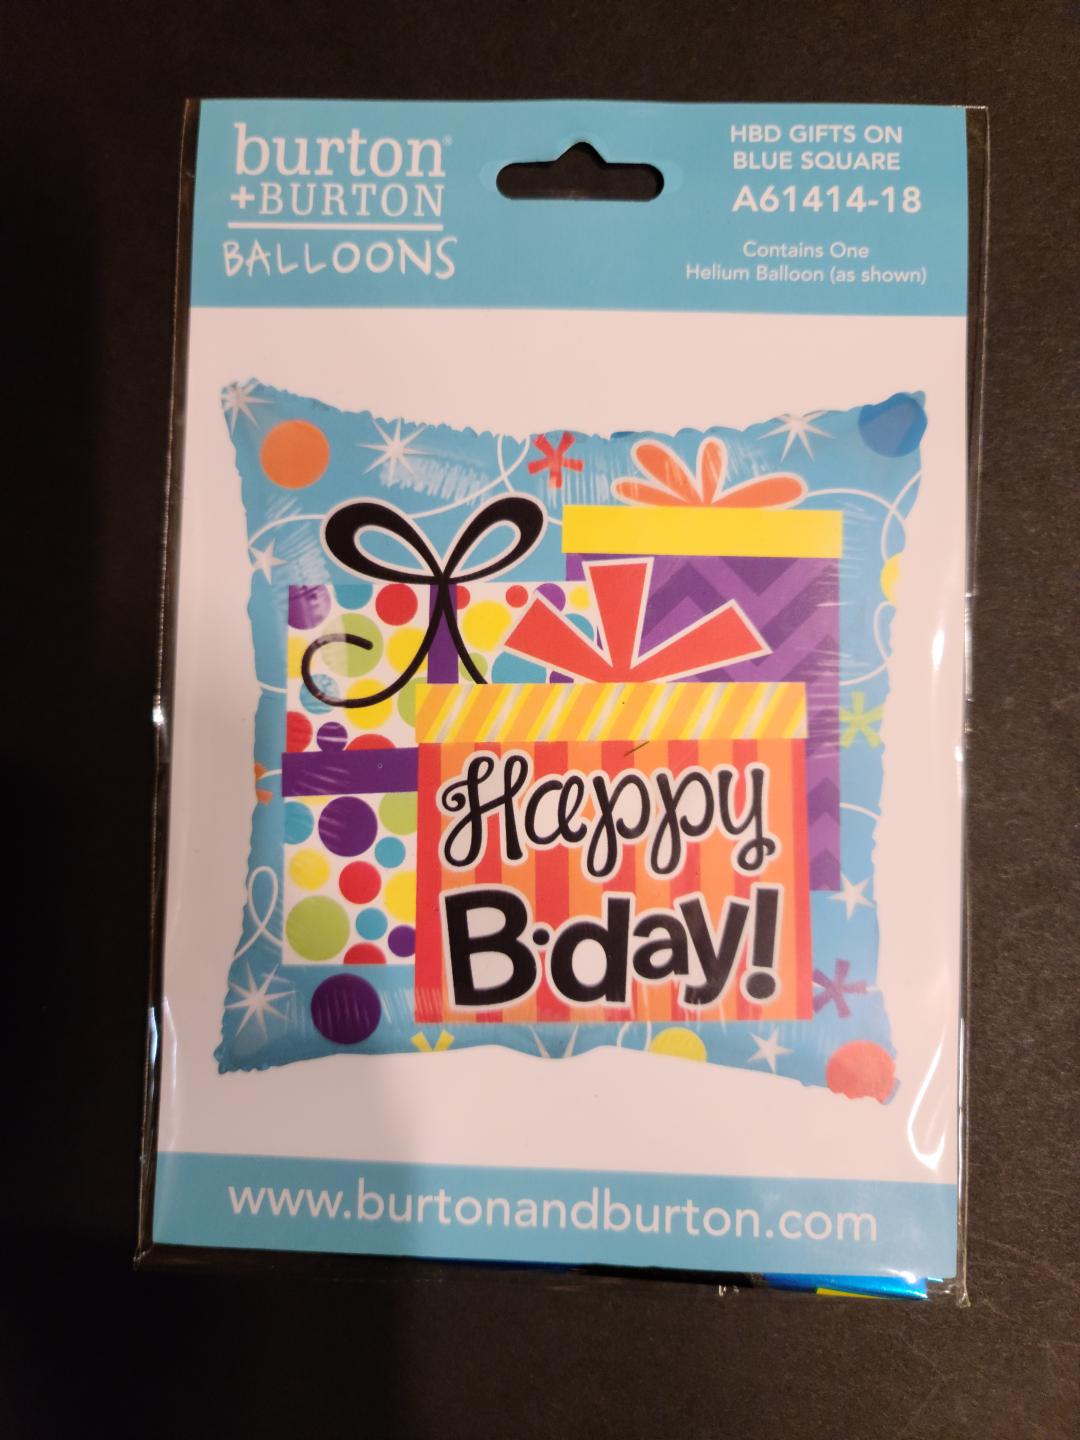 burton®
+BURTON
BALLOONS
HBD GIFTS ON
BLUE SQUARE
A61414-18
Contains One
Helium Balloon (as shown)
Happy
B·day!
www.burtonandburton.com